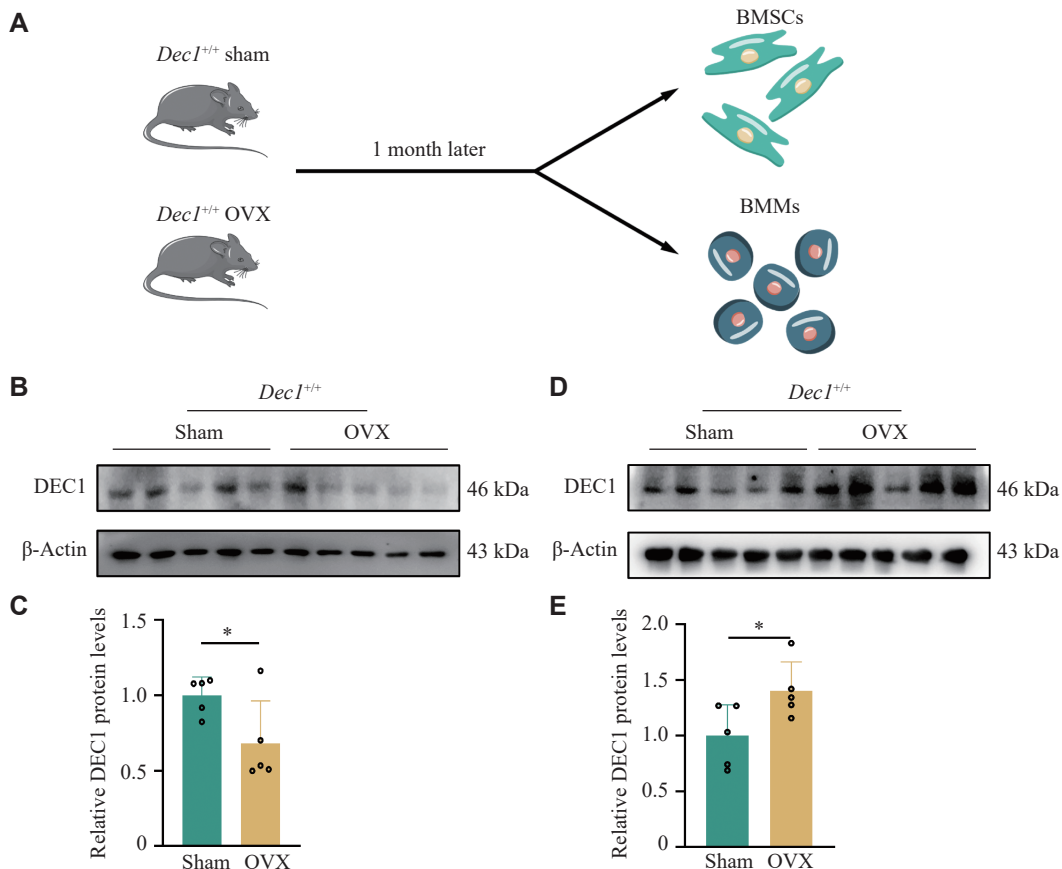 A
Dec1+/+ sham
Dec1+/+ OVX
1 month later
BMSCs
BMMs
B
Dec1+/+
Sham OVX
DEC1 46 kDa
β-Actin 43 kDa
C
Relative DEC1 protein levels
1.5
1.0
0.5
0
*
Sham OVX
D
Dec1+/+
Sham OVX
DEC1 46 kDa
β-Actin 43 kDa
E
Relative DEC1 protein levels
2.0
1.5
1.0
0.5
0
*
Sham OVX